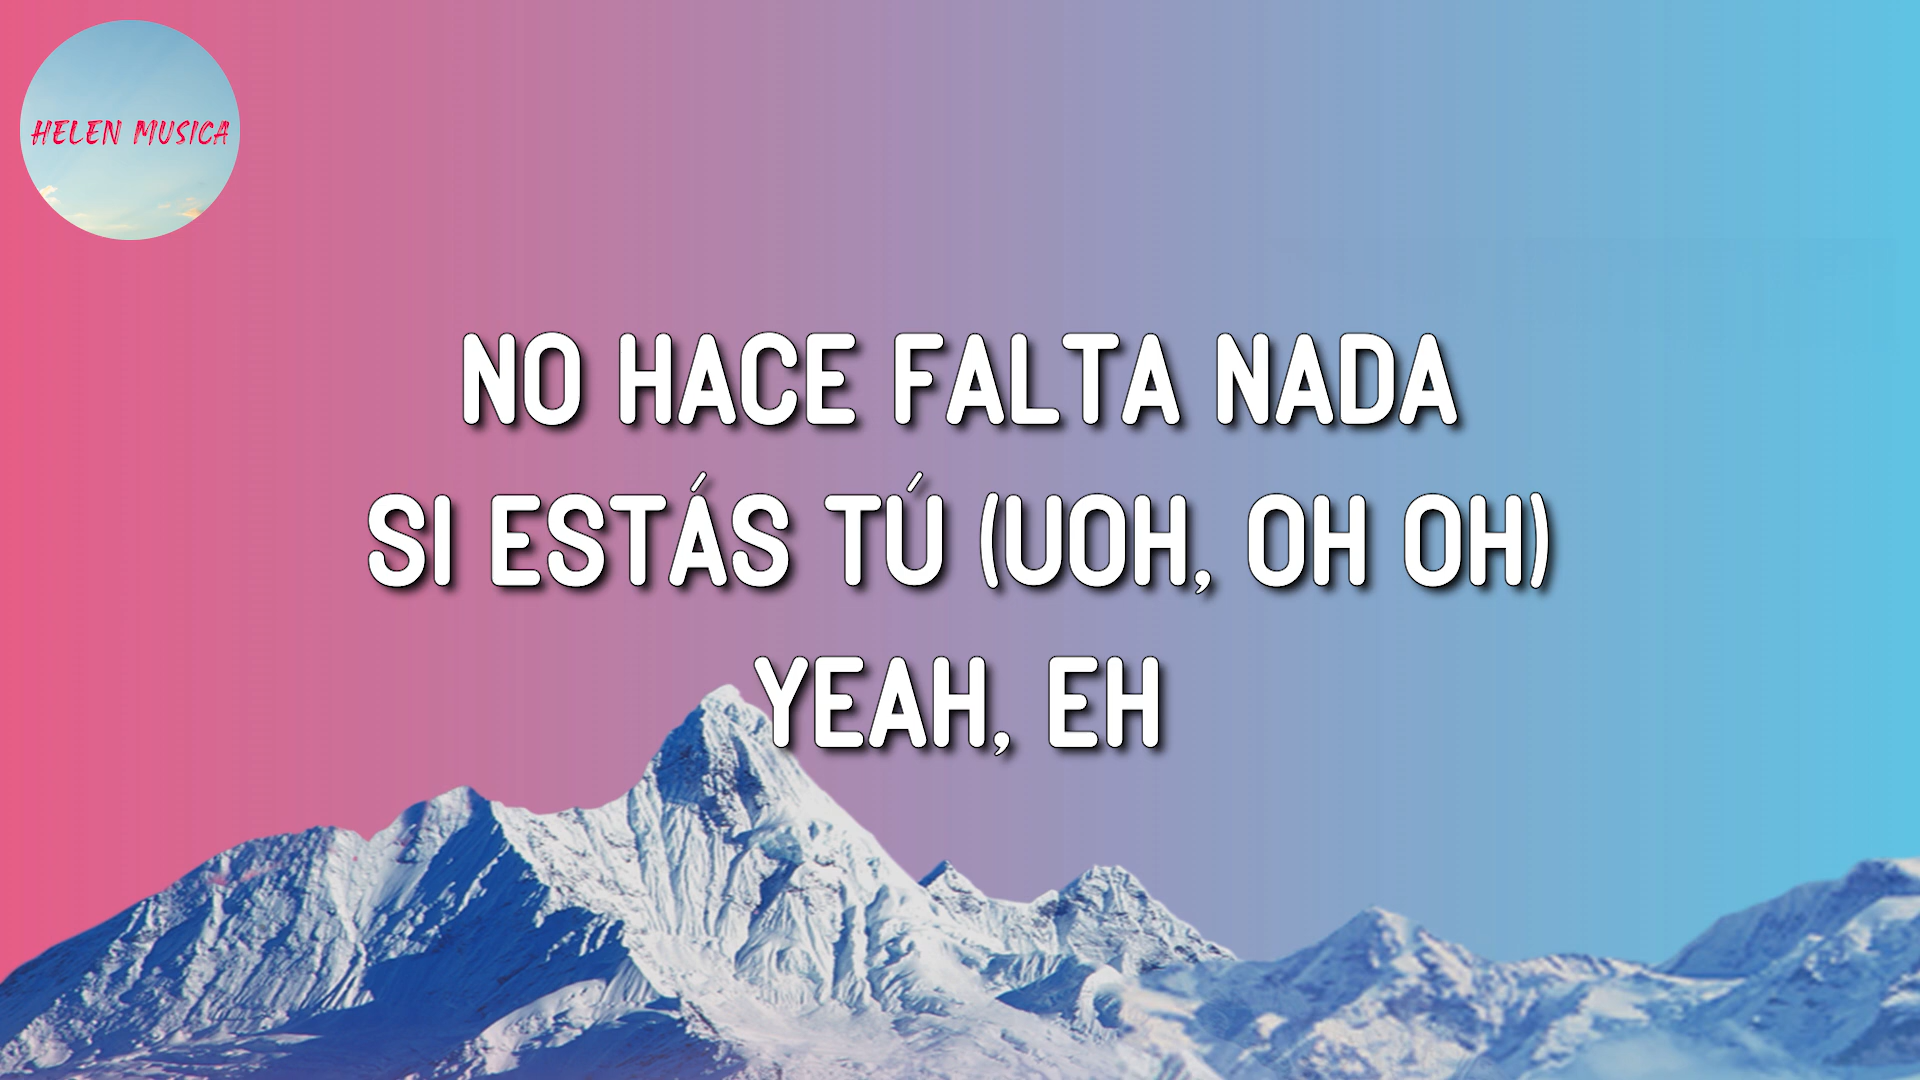 HELEN MUSICA
NO HACE FALTA NADA
SI ESTÁS TÚ (UOH, OH OH)
YEAH, EH